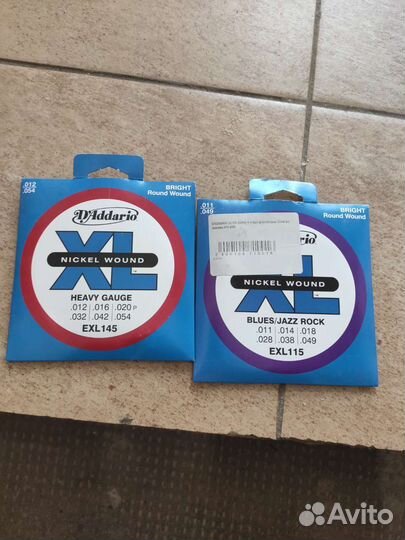 .012
.054
BRIGHT
Round Wound
D'Addario
XL
NICKEL WOUND
HEAVY GAUGE
.012 .016 .020 P
.032 .042 .054
EXL145
.011
.049
BRIGHT
Round Wound
D'Addario
XL
NICKEL WOUND
BLUES/JAZZ ROCK
.011 .014 .018
.028 .038 .049
EXL115
Avito